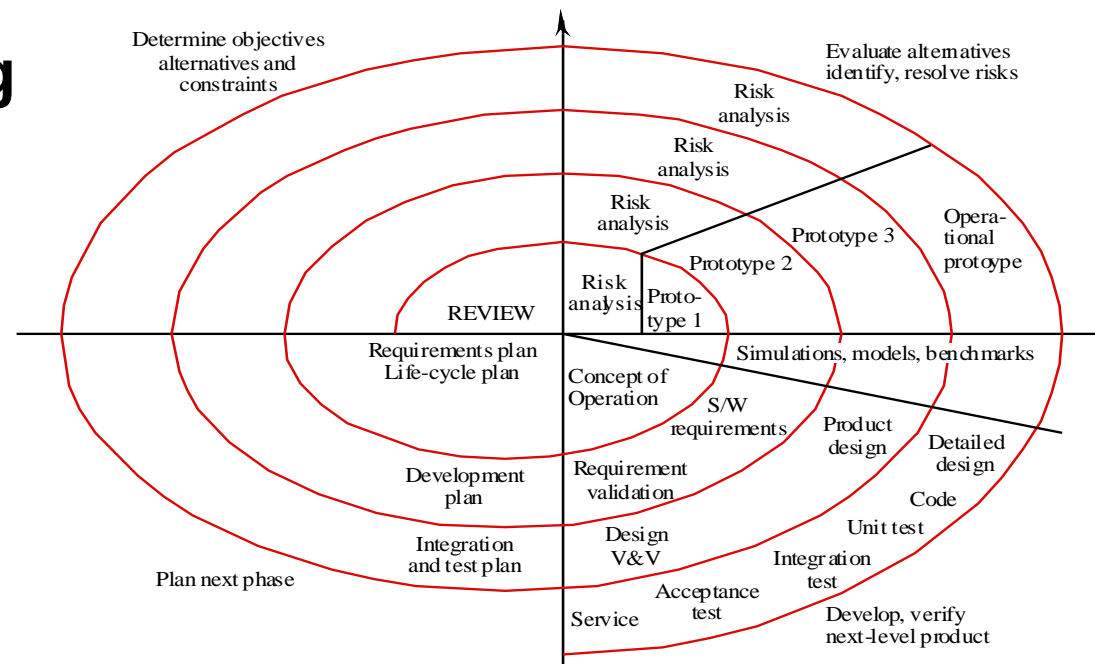 g
Determine objectives
alternatives and
constraints
Evaluate alternatives
identify, resolve risks
Risk
analysis
Risk
analysis
Risk
analysis
Risk
analysis
Proto-
type 1
Prototype 2
Prototype 3
Opera-
tional
protoype
REVIEW
Requirements plan
Life-cycle plan
Concept of
Operation
Simulations, models, benchmarks
S/W
requirements
Product
design
Detailed
design
Development
plan
Requirement
validation
Code
Unit test
Integration
and test plan
Design
V&V
Integration
test
Plan next phase
Acceptance
test
Service
Develop, verify
next-level product